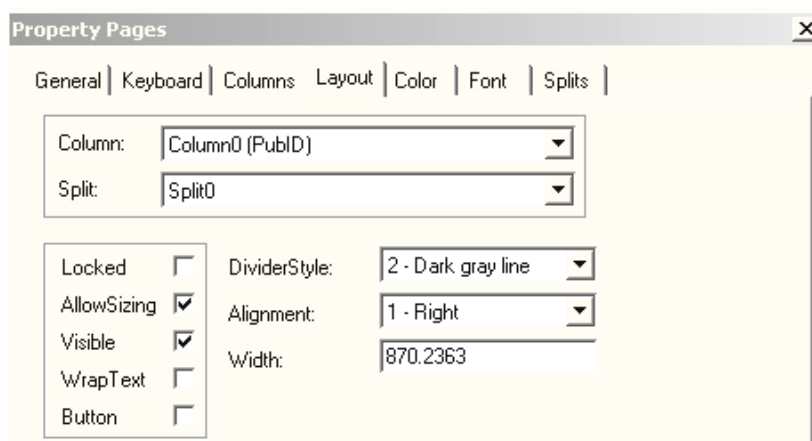 Property Pages
General Keyboard Columns Layout Color Font Splits
Column: Column0 (PubID)
Split: Split0
Locked
AllowSizing
Visible
WrapText
Button
DividerStyle: 2 - Dark gray line
Alignment: 1 - Right
Width: 870.2363